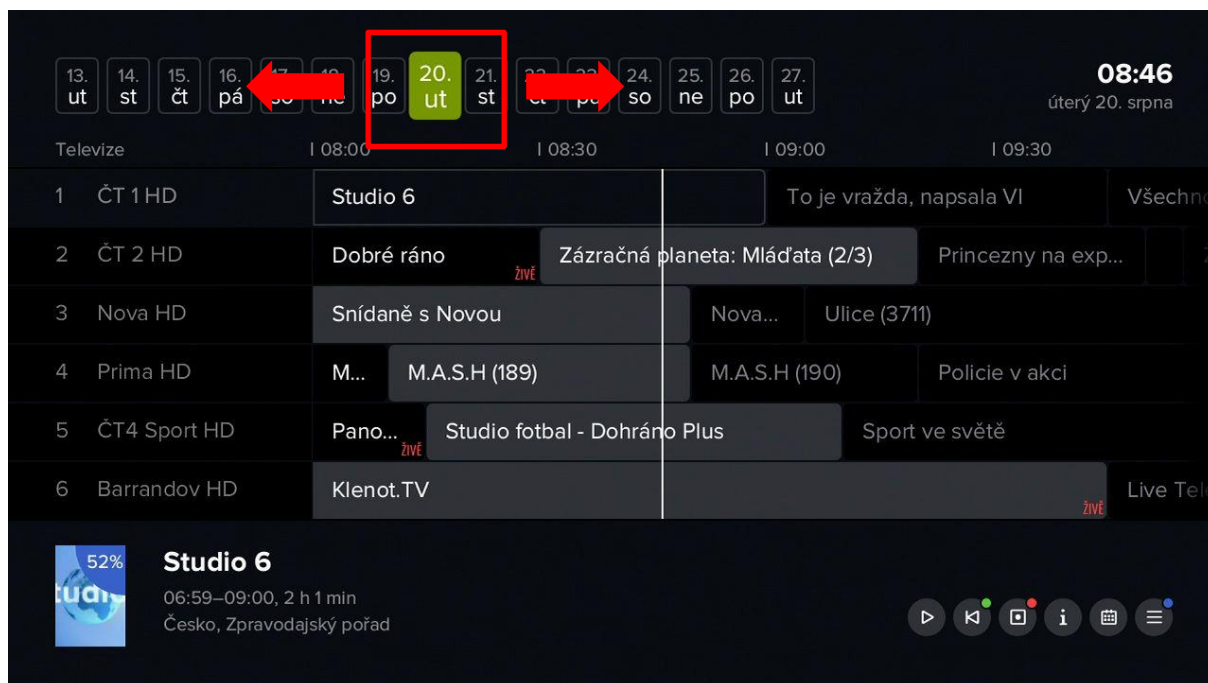 13. 14. 15. 16. 19. 20. 21. 24. 25. 26. 27.
ut st čt pá po ut st so ne po ut
08:46
úterý 20. srpna
Televize I 08:00 I 08:30 I 09:00 I 09:30
1 ČT 1 HD Studio 6 To je vražda, napsala VI Všechno
2 ČT 2 HD Dobré ráno ŽIVĚ Zázračná planeta: Mláďata (2/3) Princezny na exp...
3 Nova HD Snídaně s Novou Nova... Ulice (3711)
4 Prima HD M... M.A.S.H (189) M.A.S.H (190) Policie v akci
5 ČT4 Sport HD Pano... ŽIVĚ Studio fotbal - Dohráno Plus Sport ve světě
6 Barrandov HD Klenot.TV ŽIVĚ Live Tel
52%
Studio 6
06:59–09:00, 2 h 1 min
Česko, Zpravodajský pořad